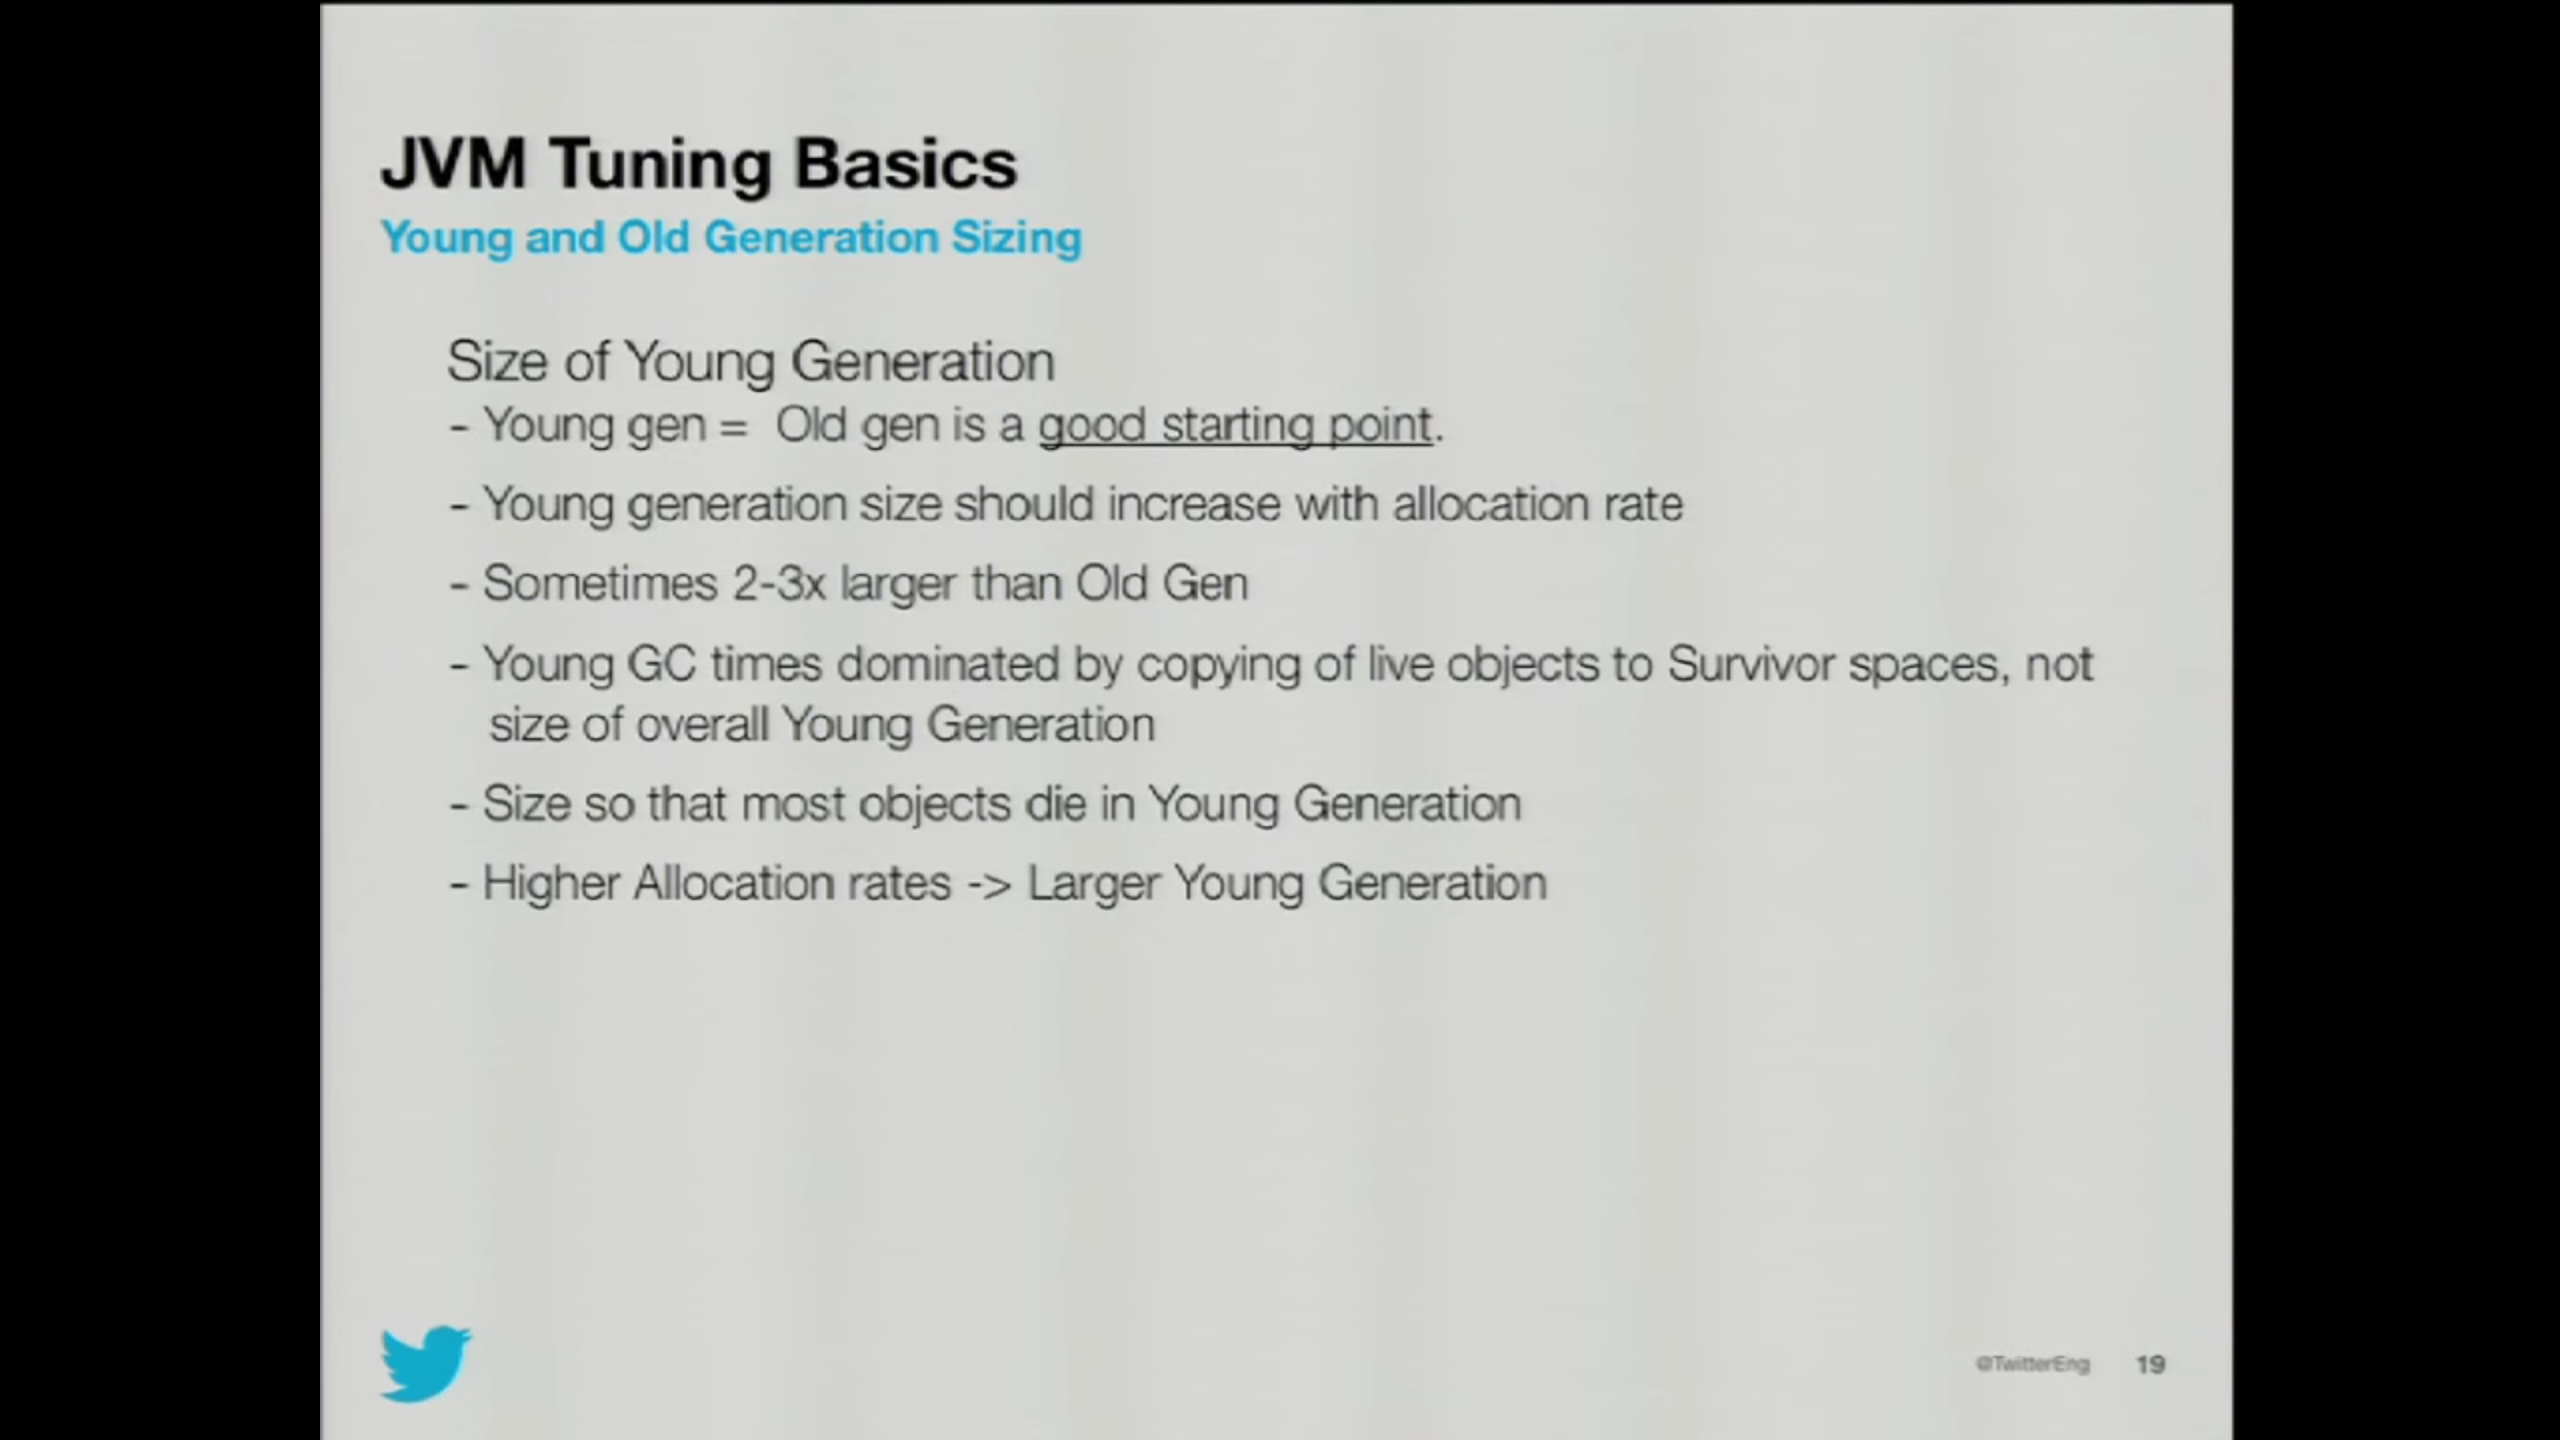 JVM Tuning Basics
Young and Old Generation Sizing
Size of Young Generation
- Young gen =  Old gen is a good starting point.
- Young generation size should increase with allocation rate
- Sometimes 2-3x larger than Old Gen
- Young GC times dominated by copying of live objects to Survivor spaces, not
size of overall Young Generation
- Size so that most objects die in Young Generation
- Higher Allocation rates -> Larger Young Generation
@TwitterEng 19